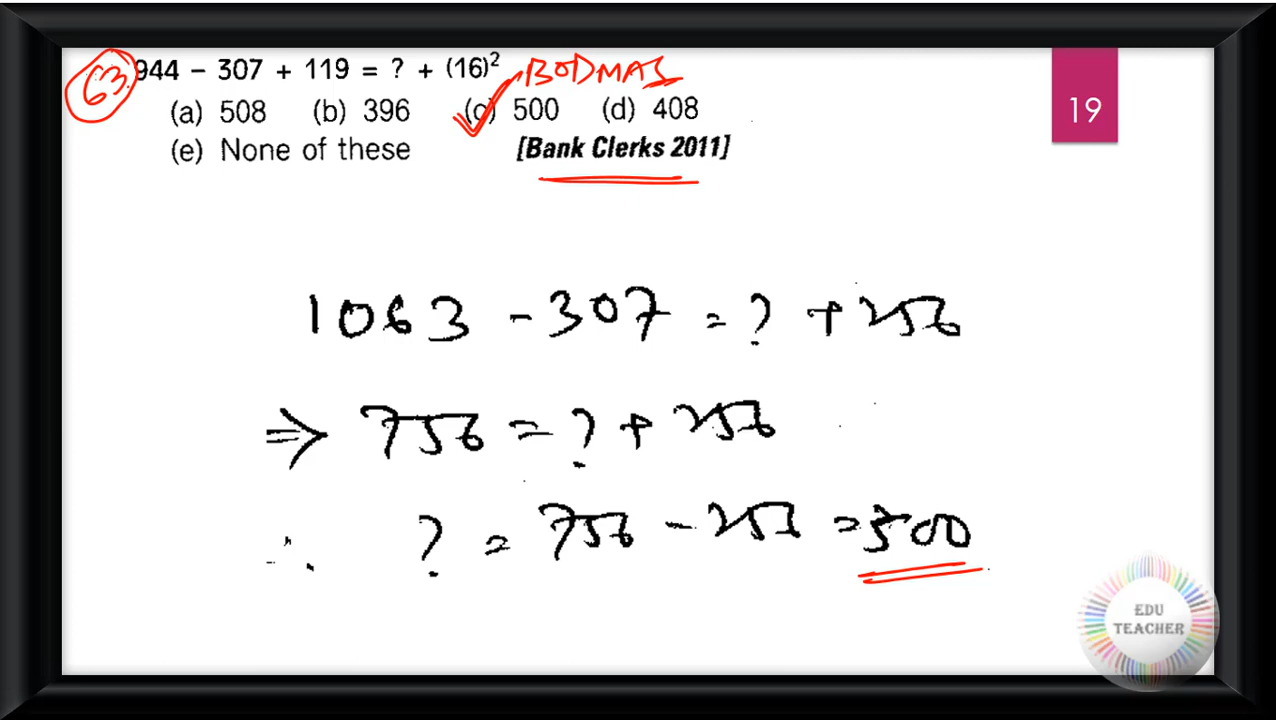 63 944 – 307 + 119 = ? + (16)² BODMAS
(a) 508 (b) 396 (c) 500 (d) 408
(e) None of these [Bank Clerks 2011]
19
1063 - 307 = ? + 256
⇒ 756 = ? + 256
∴ ? = 756 - 256 = 500
EDU
TEACHER